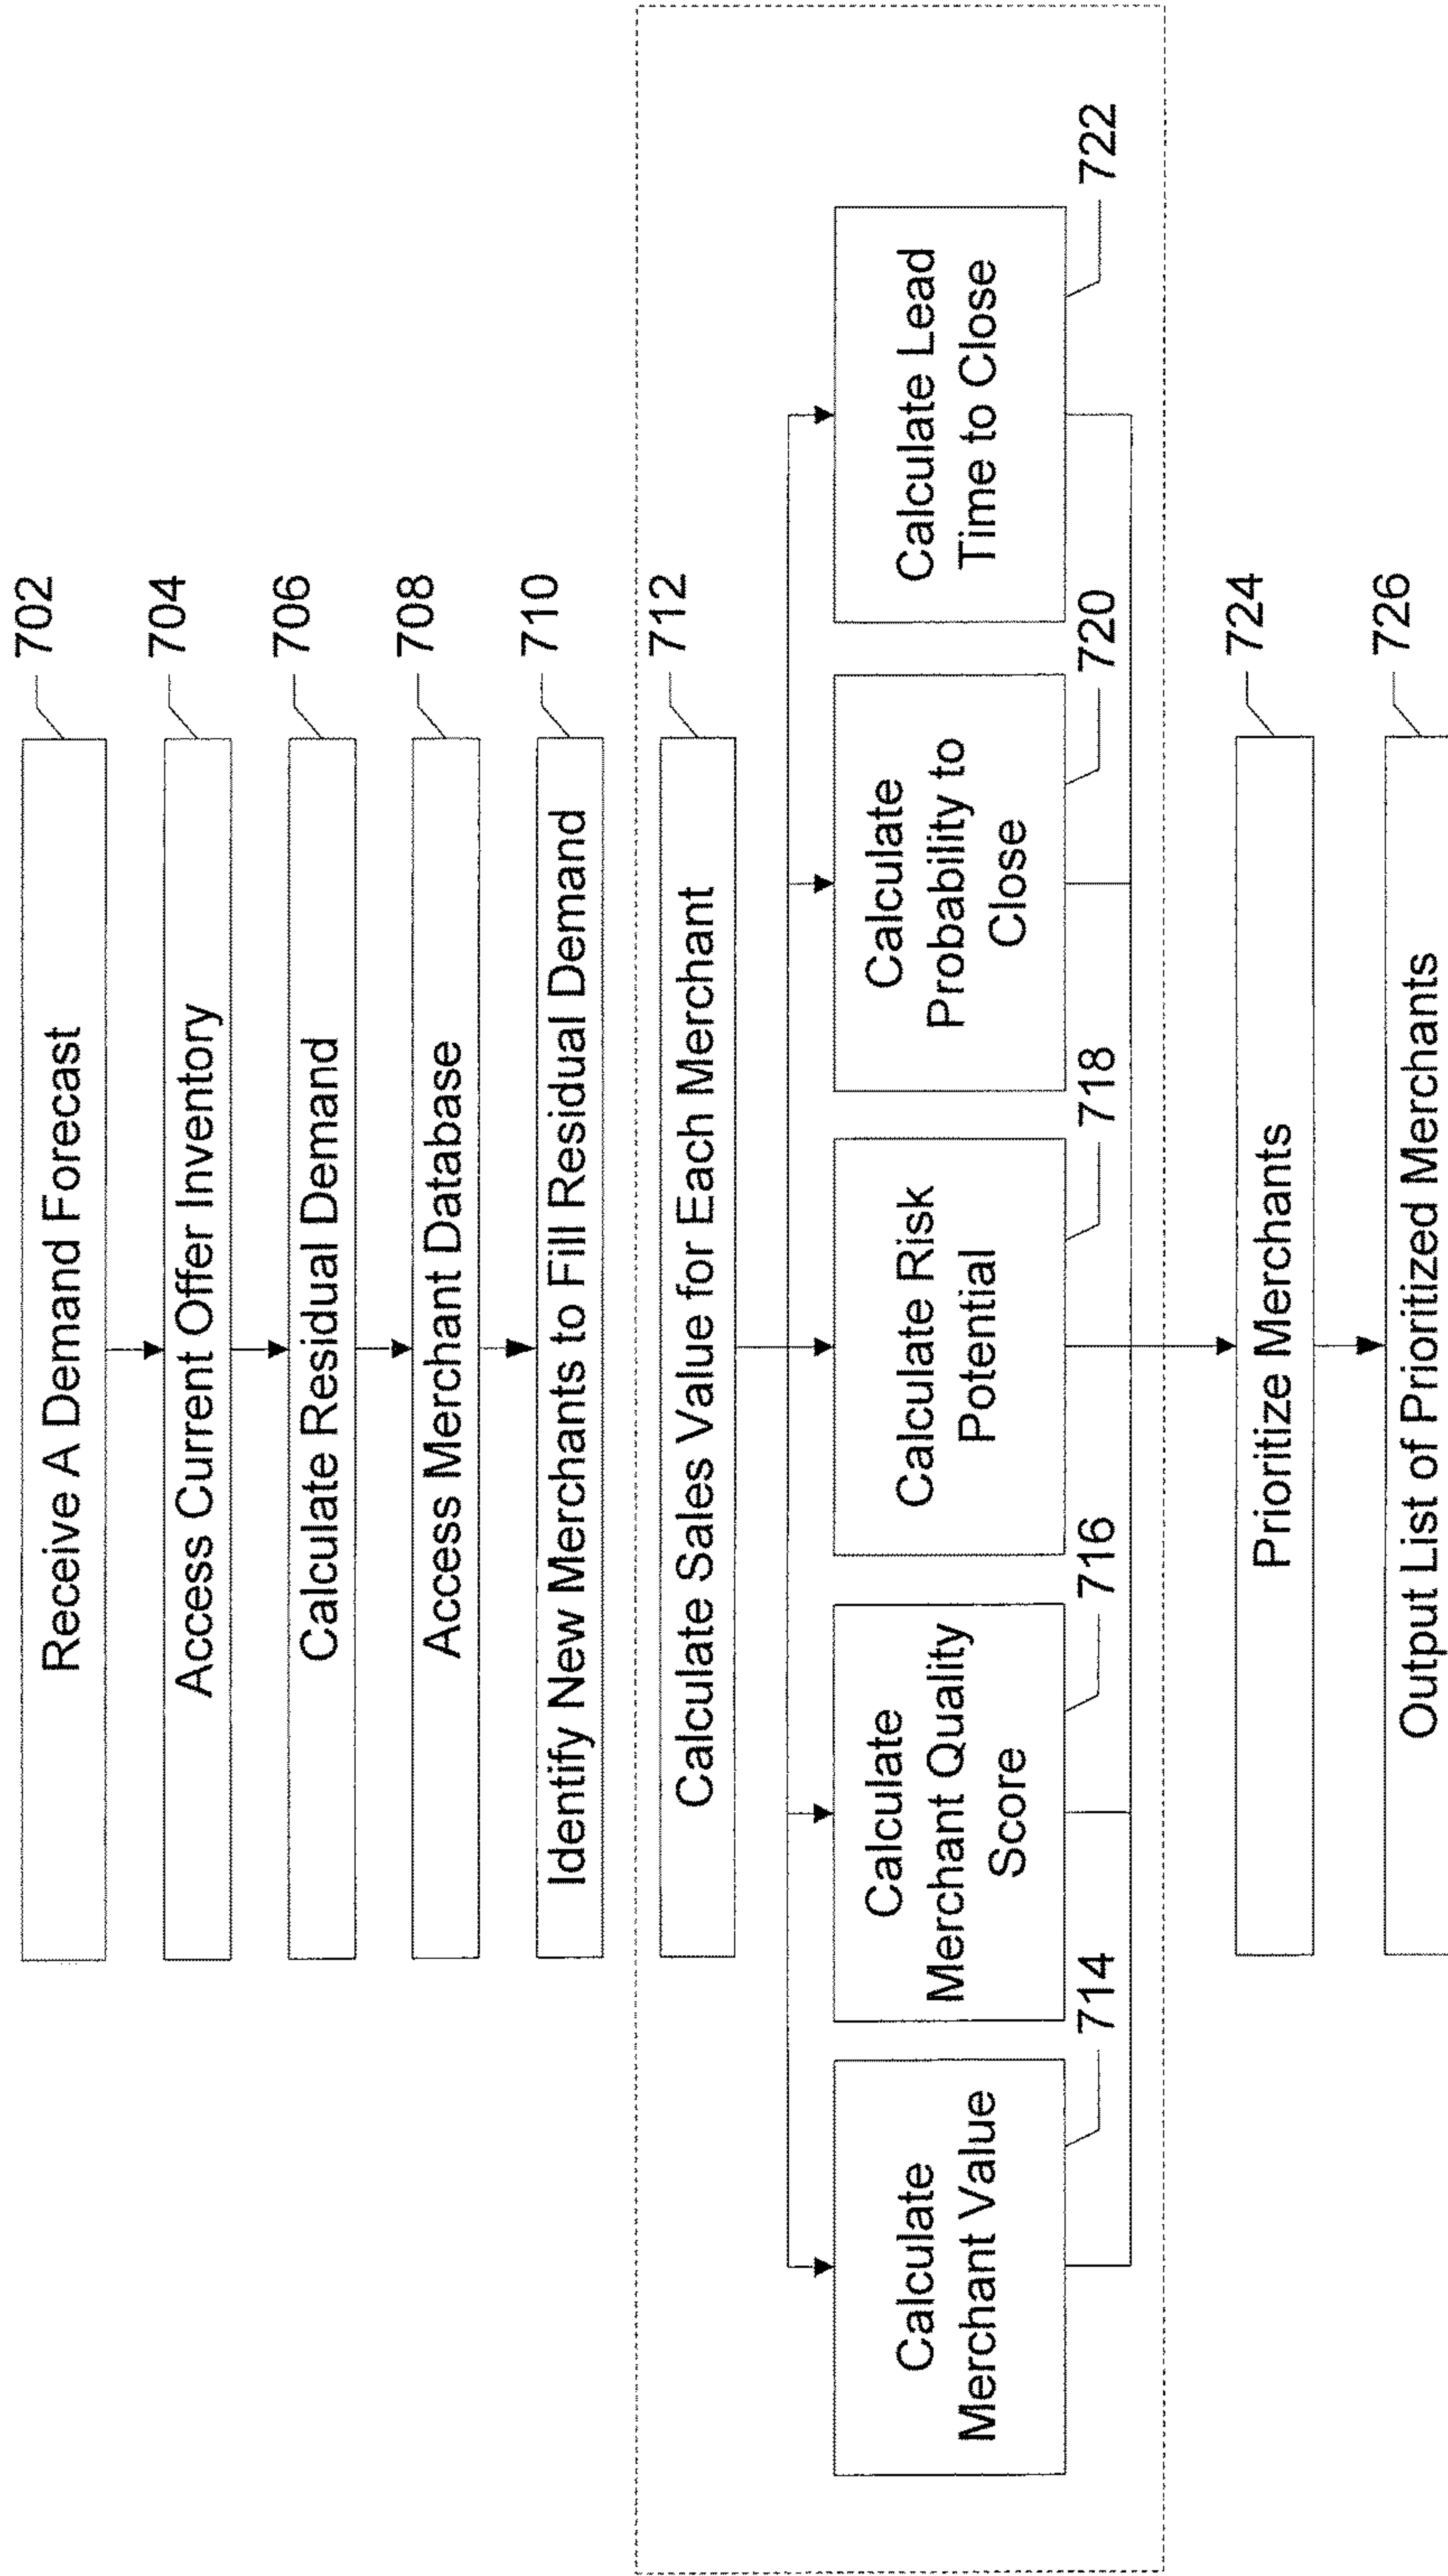 Receive A Demand Forecast
702
Access Current Offer Inventory
704
Calculate Residual Demand
706
Access Merchant Database
708
Identify New Merchants to Fill Residual Demand
710
Calculate Sales Value for Each Merchant
712
Calculate
Merchant Value
714
Calculate
Merchant Quality
Score
716
Calculate Risk
Potential
718
Calculate
Probability to
Close
720
Calculate Lead
Time to Close
722
Prioritize Merchants
724
Output List of Prioritized Merchants
726